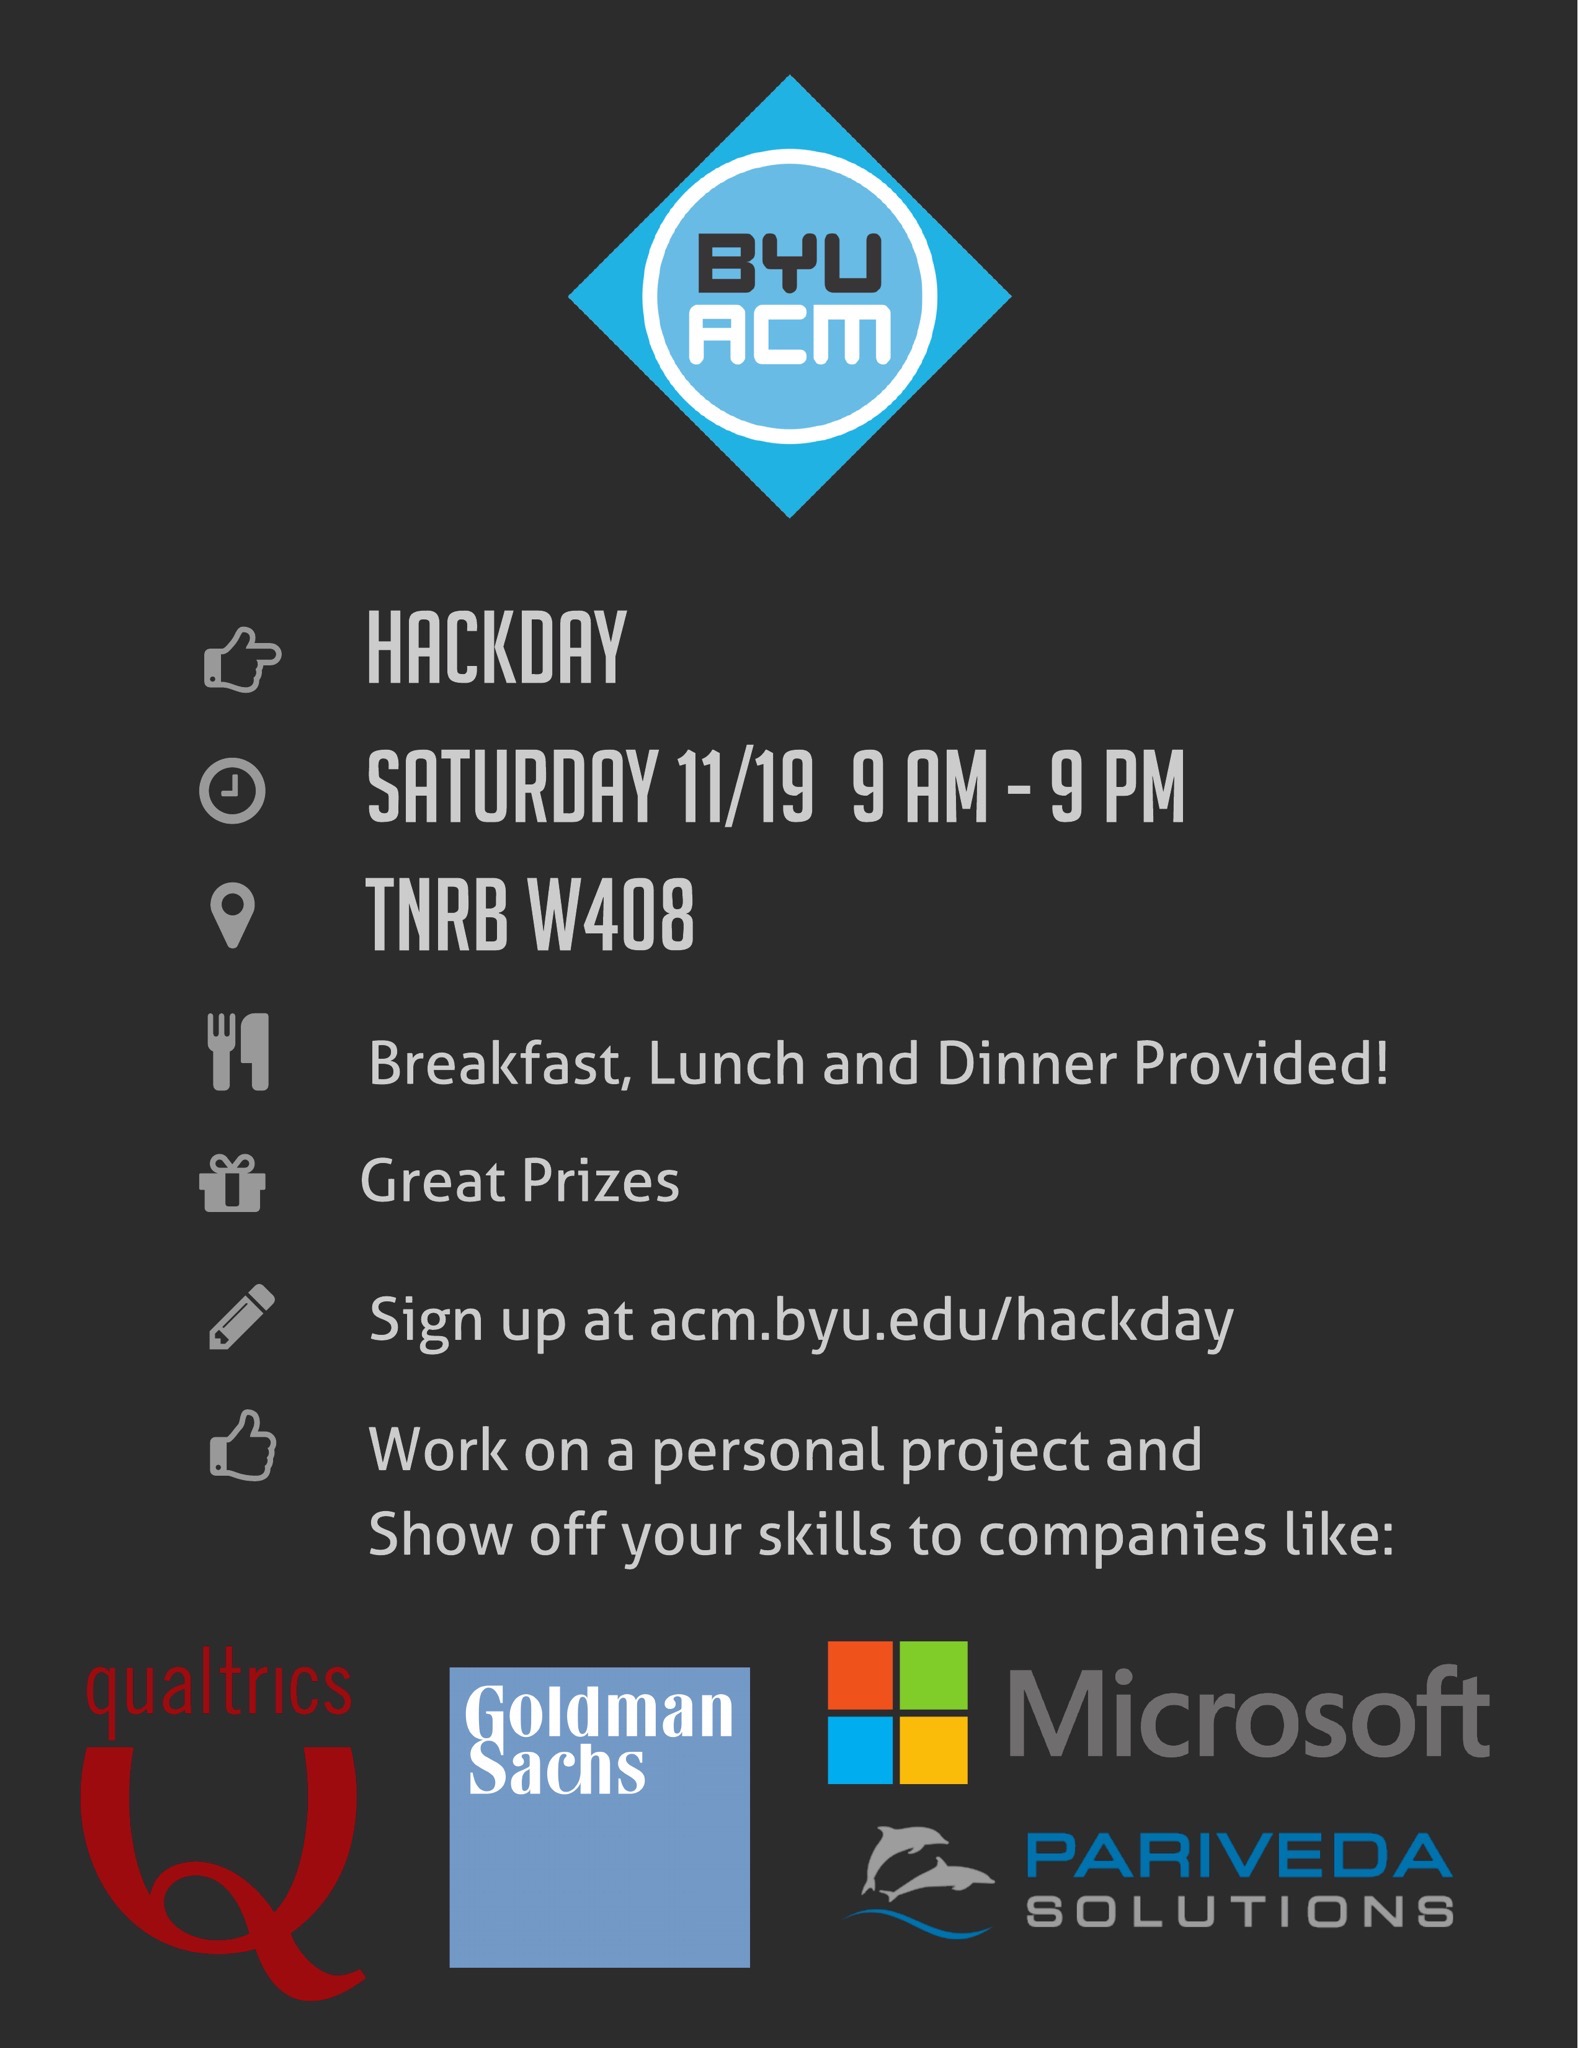 BYU
ACM
HACKDAY
SATURDAY 11/19 9 AM - 9 PM
TNRB W408
Breakfast, Lunch and Dinner Provided!
Great Prizes
Sign up at acm.byu.edu/hackday
Work on a personal project and
Show off your skills to companies like:
qualtrics
Q
Goldman
Sachs
Microsoft
PARIVEDA
SOLUTIONS